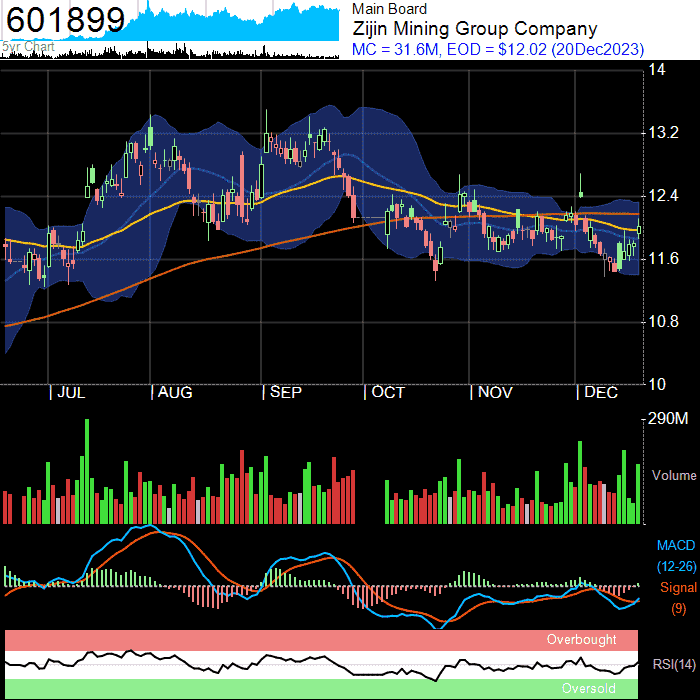 601899
5yr Chart
Main Board
Zijin Mining Group Company
MC = 31.6M, EOD = $12.02 (20Dec2023)
14
13.2
12.4
11.6
10.8
10
| JUL | AUG | SEP | OCT | NOV | DEC
290M
Volume
MACD
(12-26)
Signal
(9)
Overbought
RSI(14)
Oversold